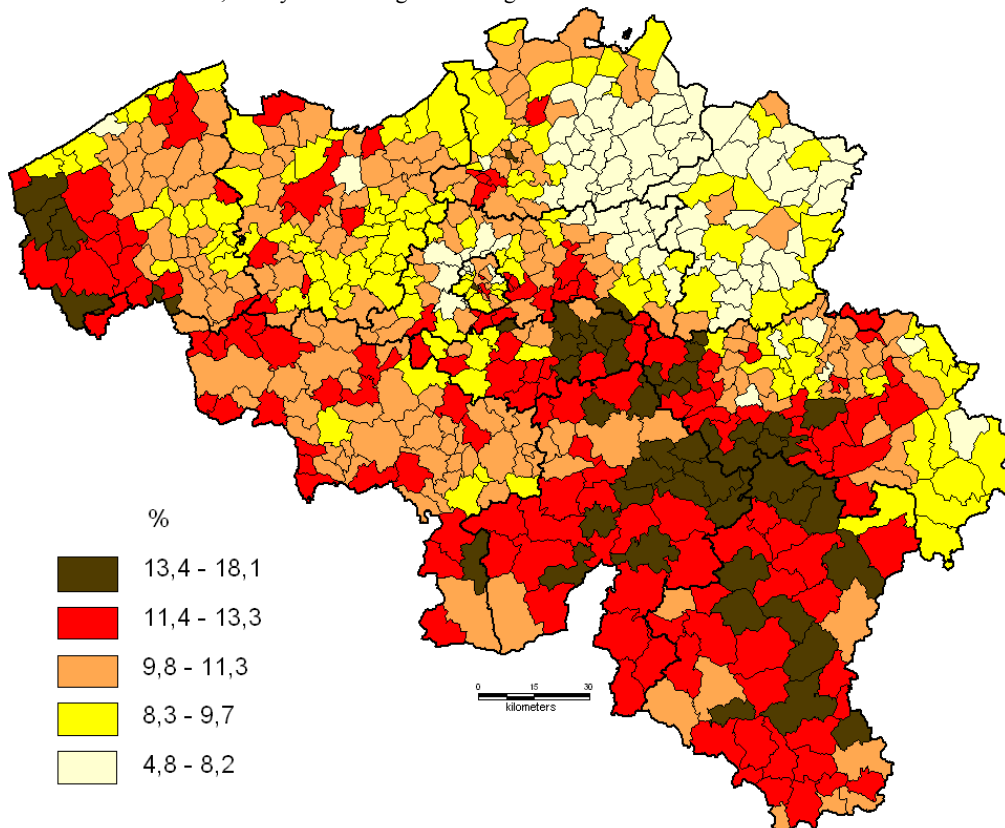 %
13,4 - 18,1
11,4 - 13,3
9,8 - 11,3
8,3 - 9,7
4,8 - 8,2
0 15 30
kilometers